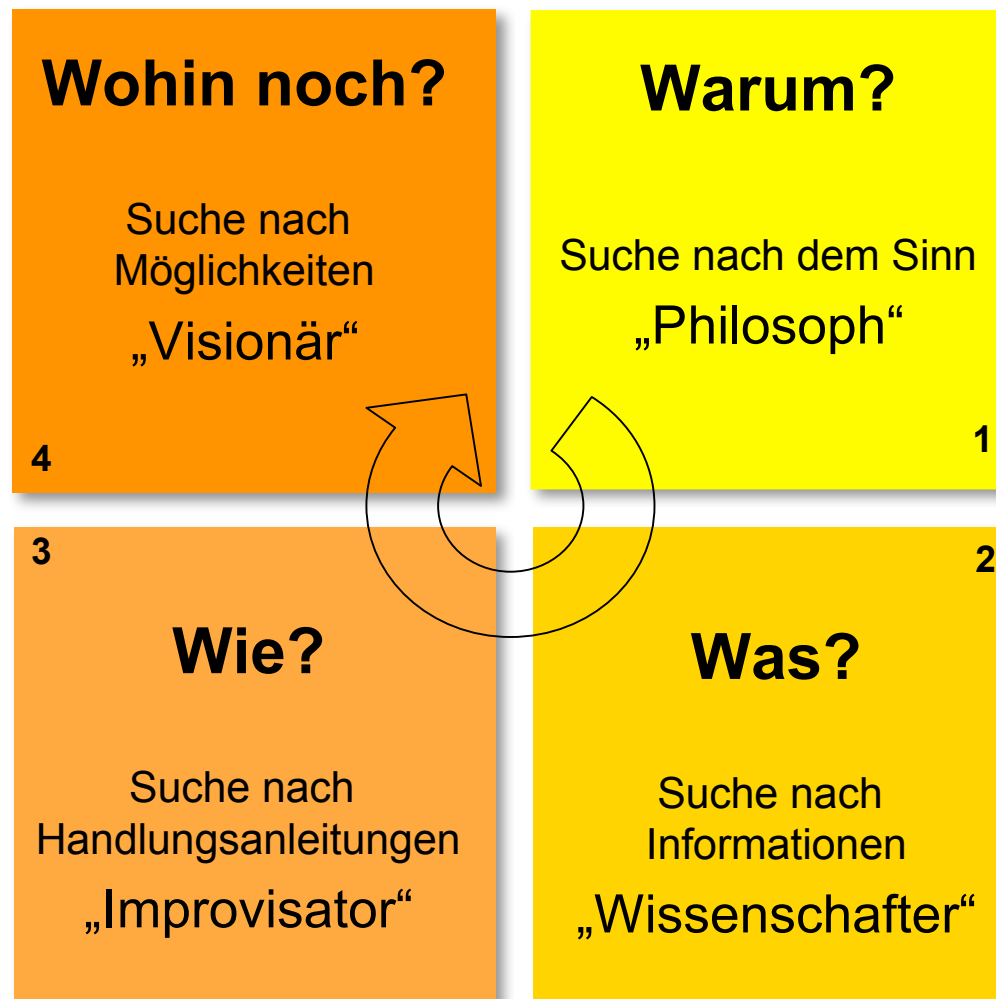 Wohin noch?
Suche nach
Möglichkeiten
„Visionär“
4
Warum?
Suche nach dem Sinn
„Philosoph“
1
3
Wie?
Suche nach
Handlungsanleitungen
„Improvisator“
2
Was?
Suche nach
Informationen
„Wissenschafter“